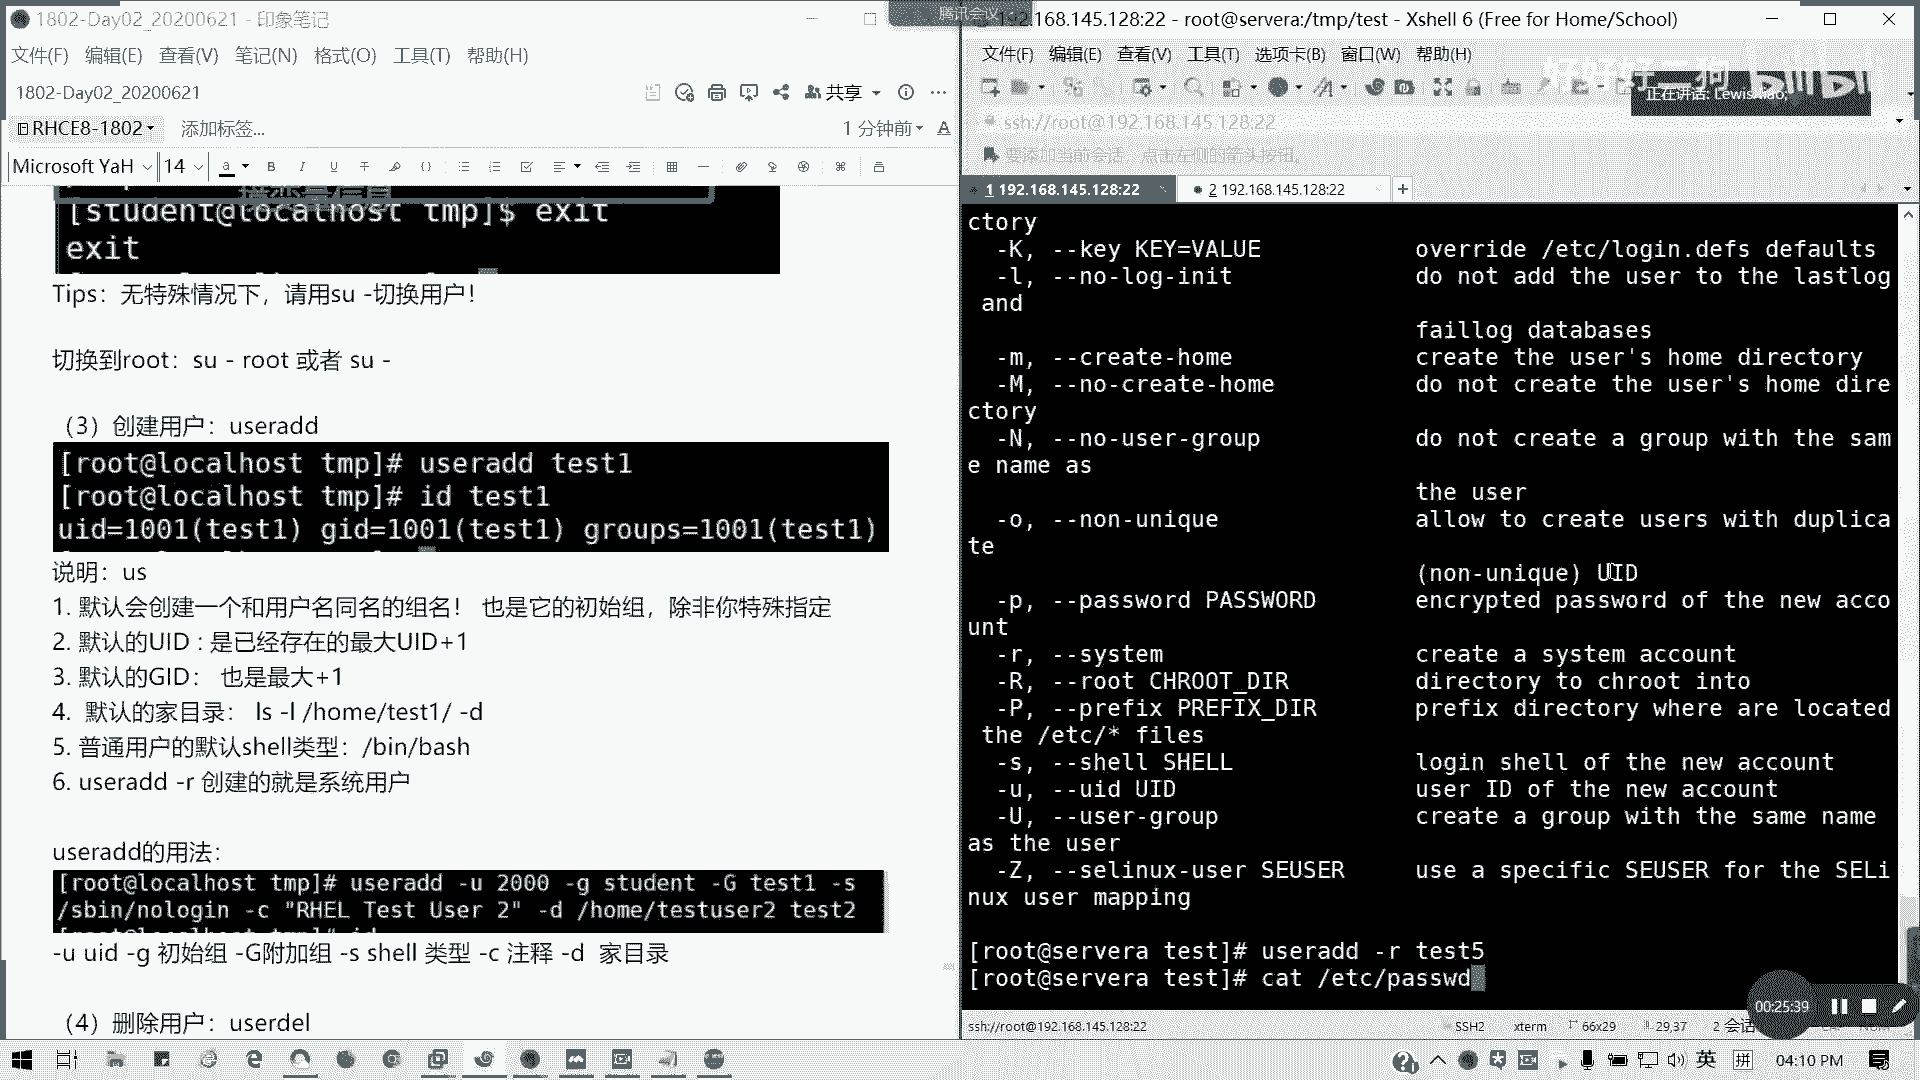 1802-Day02_20200621 - 印象笔记
文件(F) 编辑(E) 查看(V) 笔记(N) 格式(O) 工具(T) 帮助(H)
1802-Day02_20200621
共享
RHCE8-1802 添加标签...
1 分钟前
Microsoft YaH 14
[student@localhost tmp]$ exit
exit
Tips：无特殊情况下，请用su -切换用户！
切换到root：su - root 或者 su -
（3）创建用户：useradd
[root@localhost tmp]# useradd test1
[root@localhost tmp]# id test1
uid=1001(test1) gid=1001(test1) groups=1001(test1)
说明：us
1. 默认会创建一个和用户名同名的组名！ 也是它的初始组，除非你特殊指定
2. 默认的UID : 是已经存在的最大UID+1
3. 默认的GID： 也是最大+1
4. 默认的家目录： ls -l /home/test1/ -d
5. 普通用户的默认shell类型：/bin/bash
6. useradd -r 创建的就是系统用户
useradd的用法：
[root@localhost tmp]# useradd -u 2000 -g student -G test1 -s
/sbin/nologin -c "RHEL Test User 2" -d /home/testuser2 test2
-u uid -g 初始组 -G附加组 -s shell 类型 -c 注释 -d 家目录
（4）删除用户：userdel
腾讯会议
192.168.145.128:22 - root@servera:/tmp/test - Xshell 6 (Free for Home/School)
文件(F) 编辑(E) 查看(V) 工具(T) 选项卡(B) 窗口(W) 帮助(H)
好好好二狗 bilibili
正在讲话:
ssh://root@192.168.145.128:22
要添加当前会话，点击左侧的箭头按钮。
1 192.168.145.128:22
2 192.168.145.128:22
ctory
-K, --key KEY=VALUE override /etc/login.defs defaults
-l, --no-log-init do not add the user to the lastlog
and
faillog databases
-m, --create-home create the user's home directory
-M, --no-create-home do not create the user's home dire
ctory
-N, --no-user-group do not create a group with the sam
e name as
the user
-o, --non-unique allow to create users with duplica
te
(non-unique) UID
-p, --password PASSWORD encrypted password of the new acco
unt
-r, --system create a system account
-R, --root CHROOT_DIR directory to chroot into
-P, --prefix PREFIX_DIR prefix directory where are located
the /etc/* files
-s, --shell SHELL login shell of the new account
-u, --uid UID user ID of the new account
-U, --user-group create a group with the same name
as the user
-Z, --selinux-user SEUSER use a specific SEUSER for the SELi
nux user mapping
[root@servera test]# useradd -r test5
[root@servera test]# cat /etc/passwd
00:25:39
ssh://root@192.168.145.128:22 SSH2 xterm 66x29 29,37 2 会话
英 拼 04:10 PM